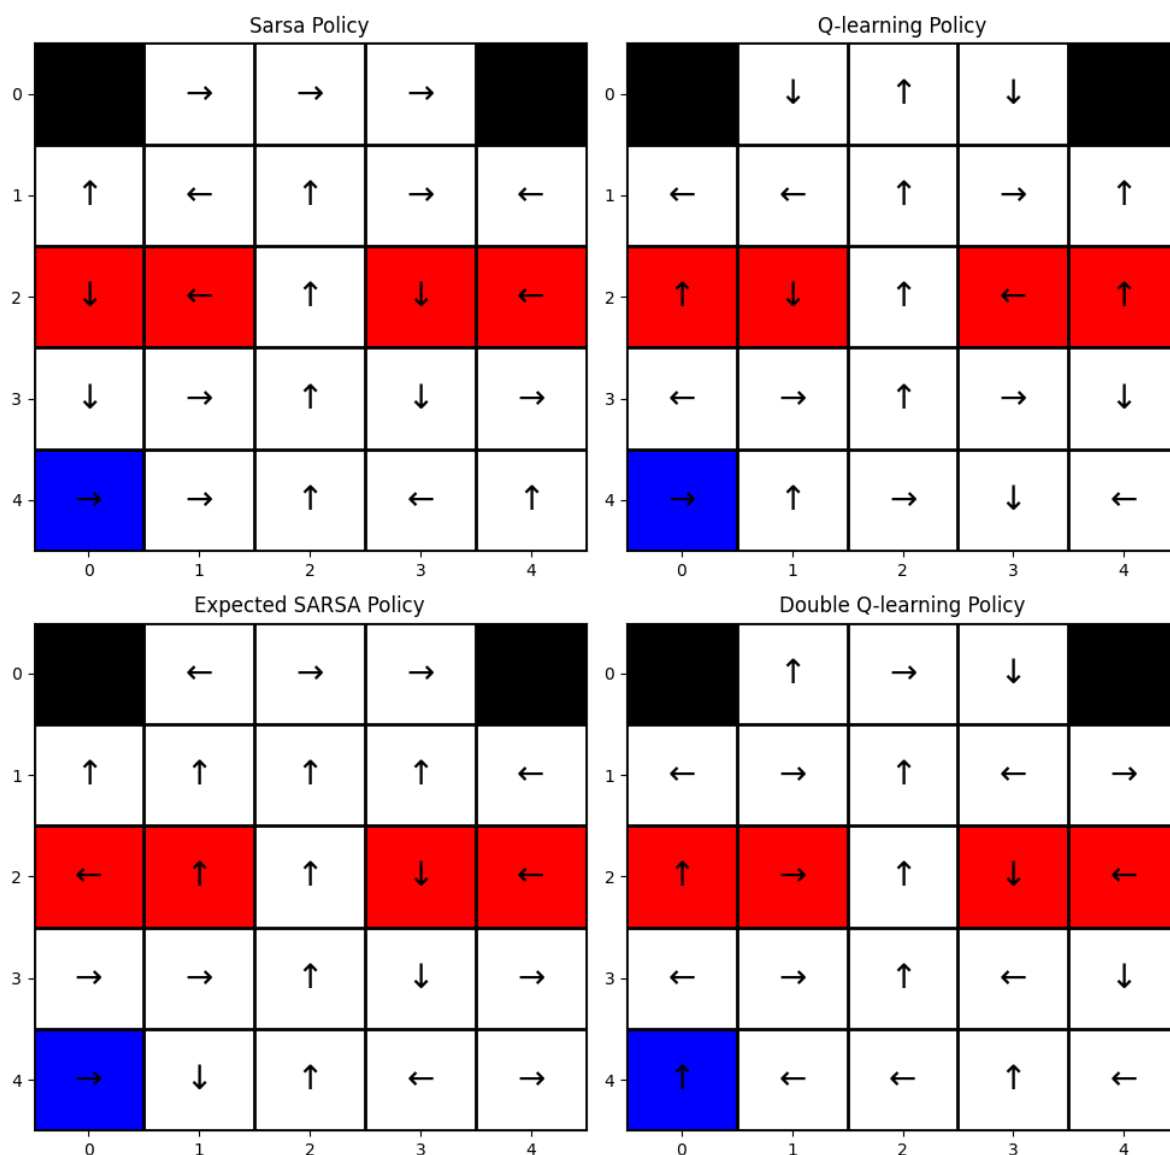 Sarsa Policy
Q-learning Policy
0 → → →
0 ↓ ↑ ↓
1 ↑ ← ↑ → ←
1 ← ← ↑ → ↑
2 ↓ ← ↑ ↓ ←
2 ↑ ↓ ↑ ← ↑
3 ↓ → ↑ ↓ →
3 ← → ↑ → ↓
4 → → ↑ ← ↑
4 → ↑ → ↓ ←
0 1 2 3 4
0 1 2 3 4
Expected SARSA Policy
Double Q-learning Policy
0 ← → →
0 ↑ → ↓
1 ↑ ↑ ↑ ↑ ←
1 ← → ↑ ← →
2 ← ↑ ↑ ↓ ←
2 ↑ → ↑ ↓ ←
3 → → ↑ ↓ →
3 ← → ↑ ← ↓
4 → ↓ ↑ ← →
4 ↑ ← ← ↑ ←
0 1 2 3 4
0 1 2 3 4